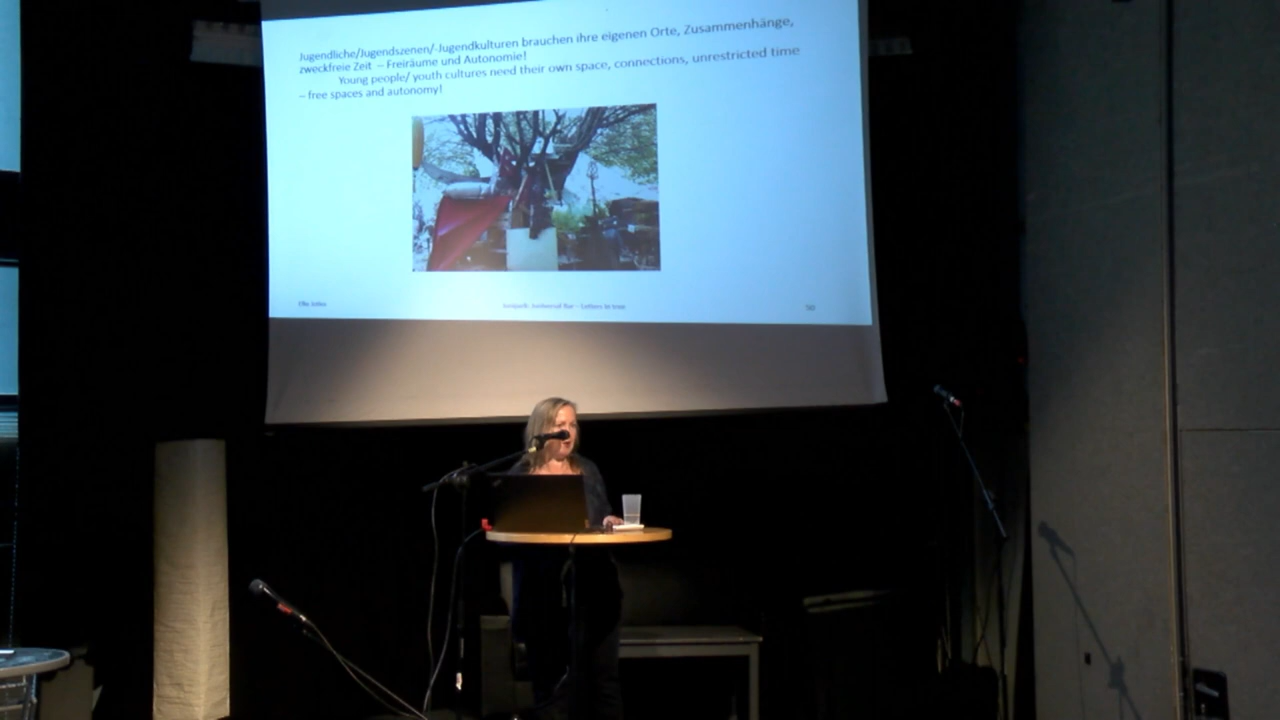 Jugendliche/Jugendszenen/-Jugendkulturen brauchen ihre eigenen Orte, Zusammenhänge,
zweckfreie Zeit – Freiräume und Autonomie!
Young people/ youth cultures need their own space, connections, unrestricted time
– free spaces and autonomy!